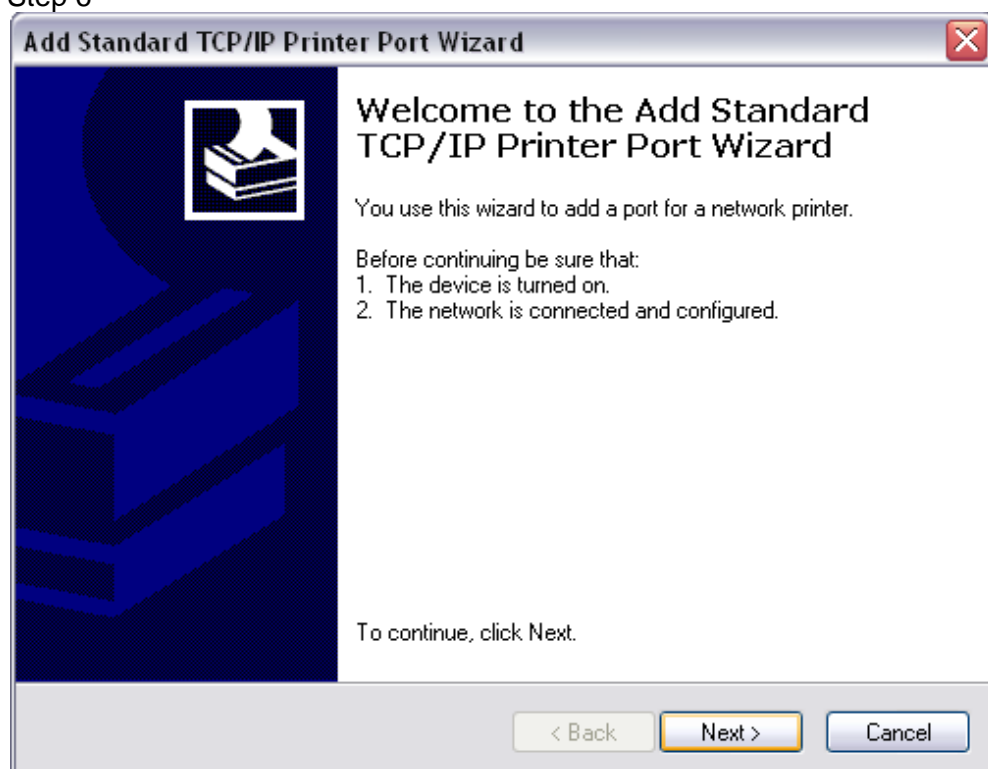 Step 6
Add Standard TCP/IP Printer Port Wizard
Welcome to the Add Standard
TCP/IP Printer Port Wizard
You use this wizard to add a port for a network printer.
Before continuing be sure that:
1. The device is turned on.
2. The network is connected and configured.
To continue, click Next.
< Back
Next >
Cancel